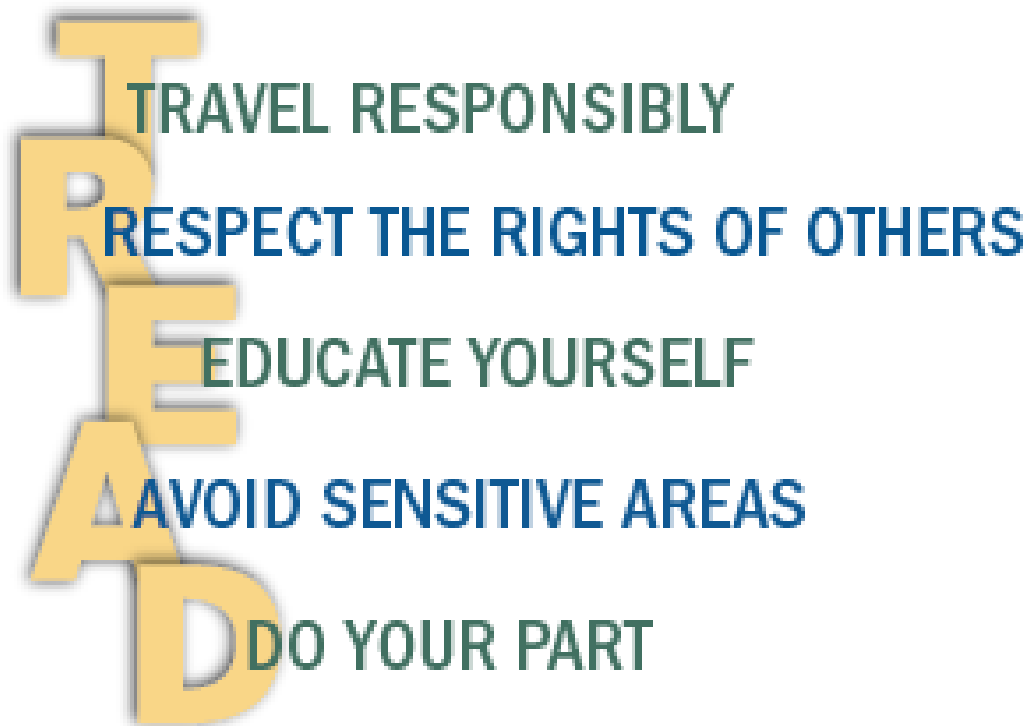 T
TRAVEL RESPONSIBLY
R
RESPECT THE RIGHTS OF OTHERS
E
EDUCATE YOURSELF
A
AVOID SENSITIVE AREAS
D
DO YOUR PART